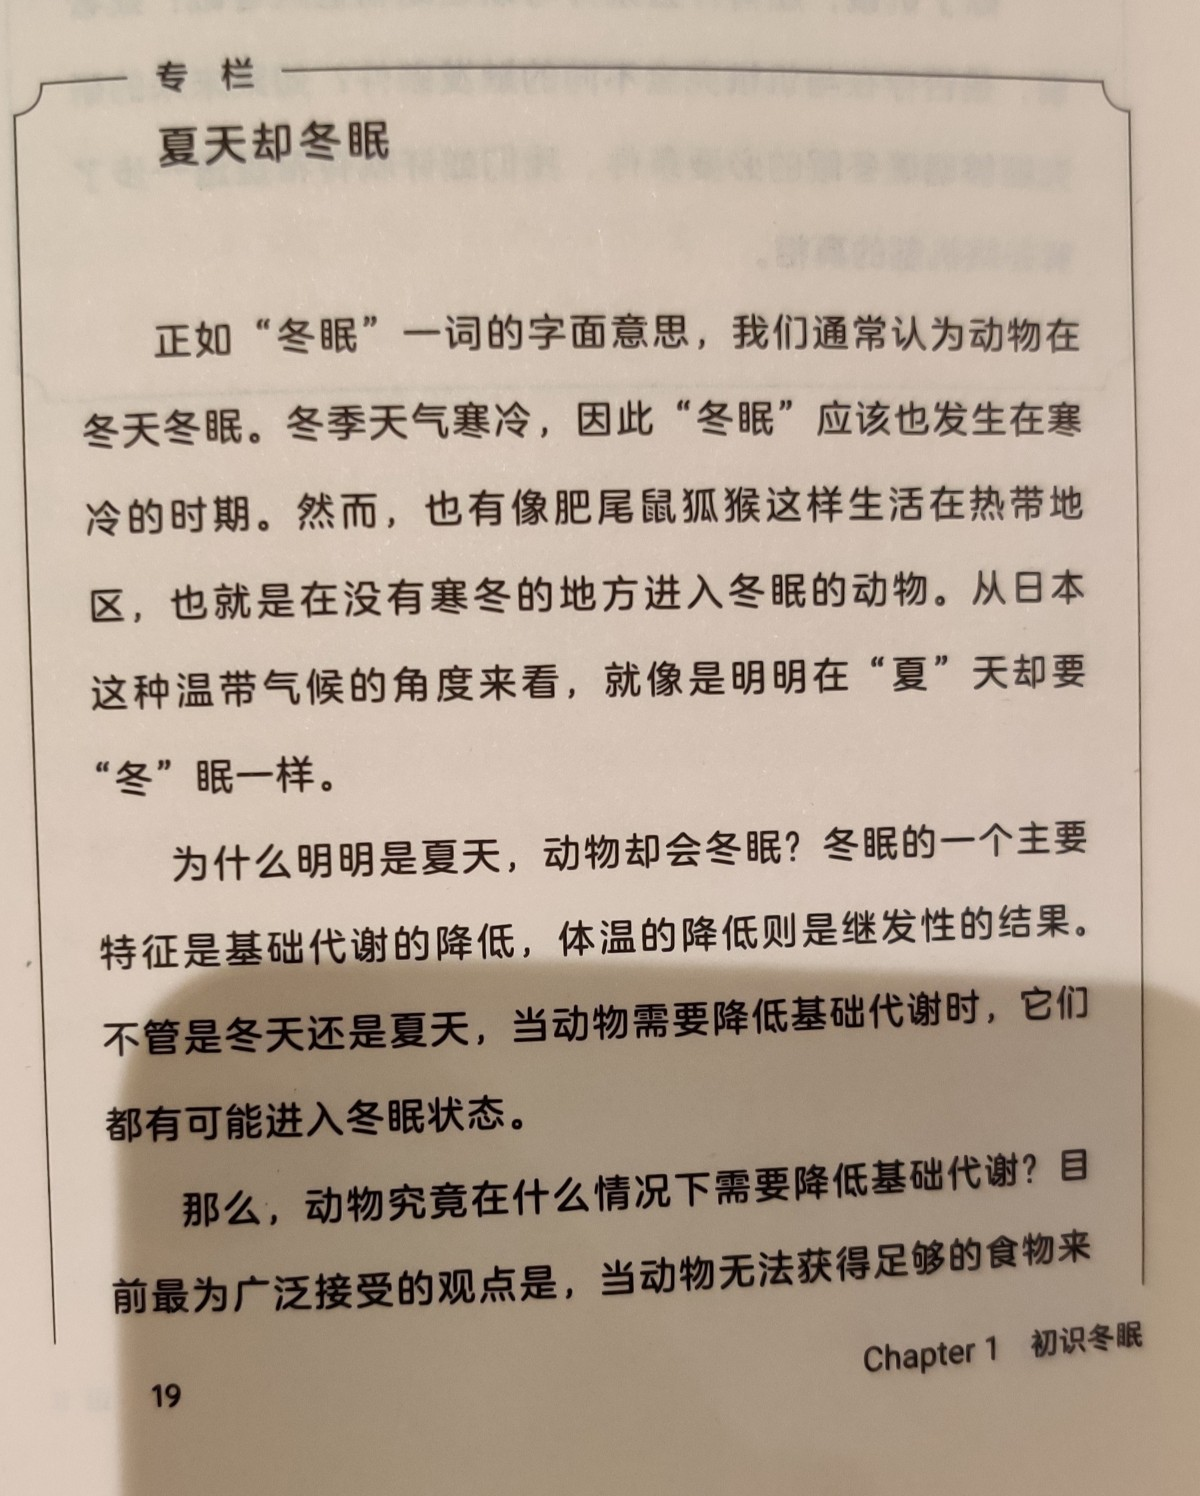 专栏
夏天却冬眠
正如“冬眠”一词的字面意思，我们通常认为动物在
冬天冬眠。冬季天气寒冷，因此“冬眠”应该也发生在寒
冷的时期。然而，也有像肥尾鼠狐猴这样生活在热带地
区，也就是在没有寒冬的地方进入冬眠的动物。从日本
这种温带气候的角度来看，就像是明明在“夏”天却要
“冬”眠一样。
为什么明明是夏天，动物却会冬眠？冬眠的一个主要
特征是基础代谢的降低，体温的降低则是继发性的结果。
不管是冬天还是夏天，当动物需要降低基础代谢时，它们
都有可能进入冬眠状态。
那么，动物究竟在什么情况下需要降低基础代谢？目
前最为广泛接受的观点是，当动物无法获得足够的食物来
Chapter 1 初识冬眠
19